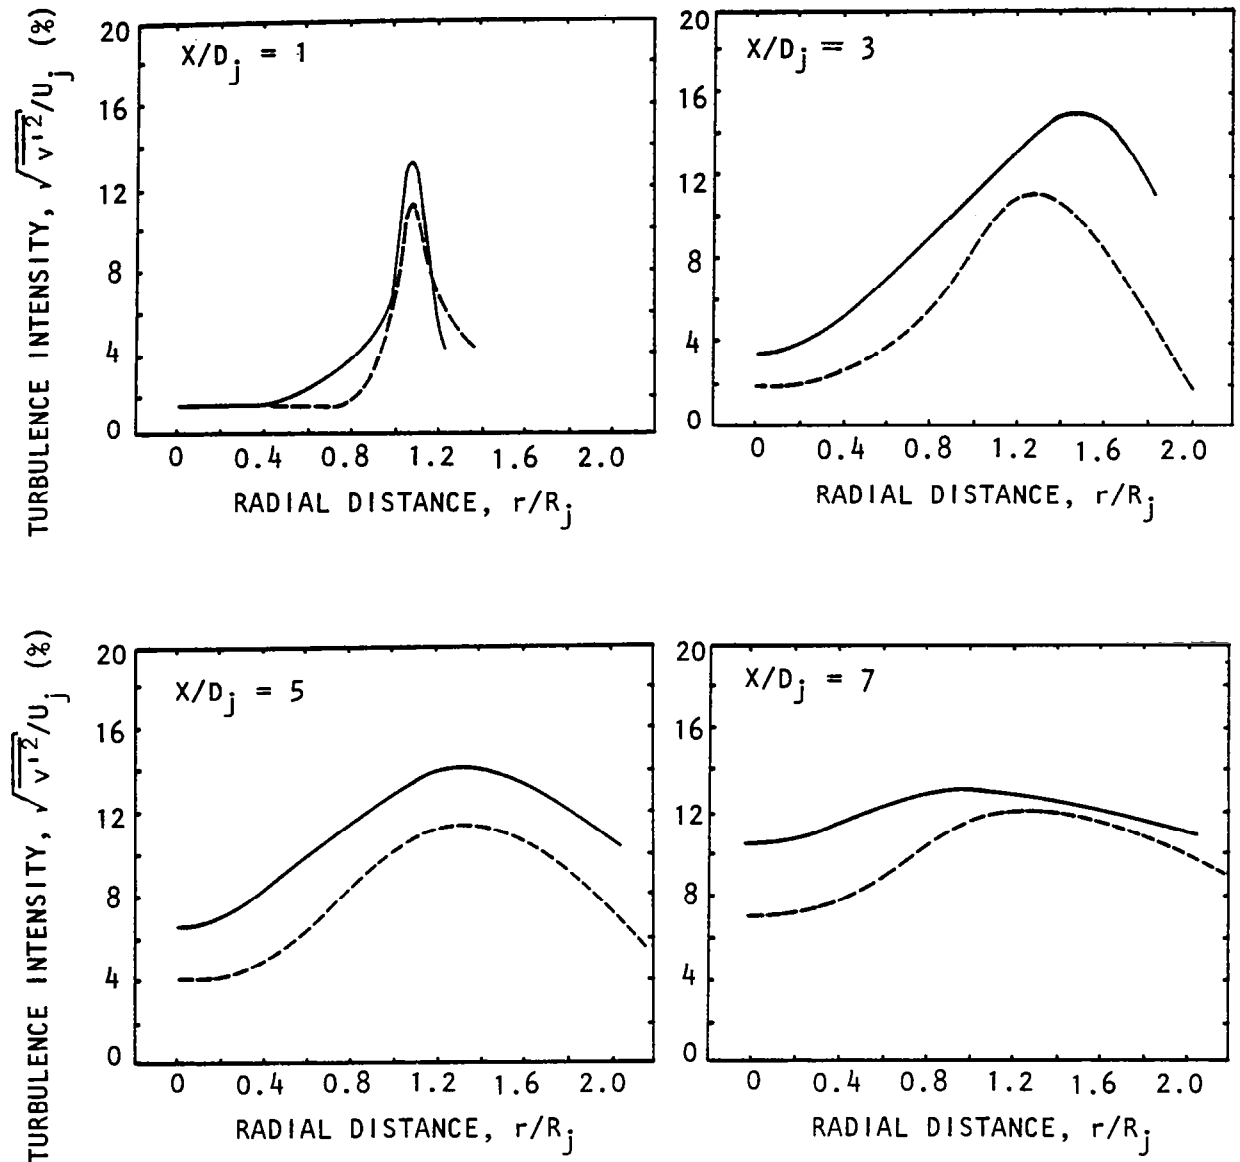 TURBULENCE INTENSITY, √v'²/Uj (%)
X/Dj = 1
20
16
12
8
4
0
0 0.4 0.8 1.2 1.6 2.0
RADIAL DISTANCE, r/Rj
X/Dj = 3
20
16
12
8
4
0
0 0.4 0.8 1.2 1.6 2.0
RADIAL DISTANCE, r/Rj
TURBULENCE INTENSITY, √v'²/Uj (%)
X/Dj = 5
20
16
12
8
4
0
0 0.4 0.8 1.2 1.6 2.0
RADIAL DISTANCE, r/Rj
X/Dj = 7
20
16
12
8
4
0
0 0.4 0.8 1.2 1.6 2.0
RADIAL DISTANCE, r/Rj